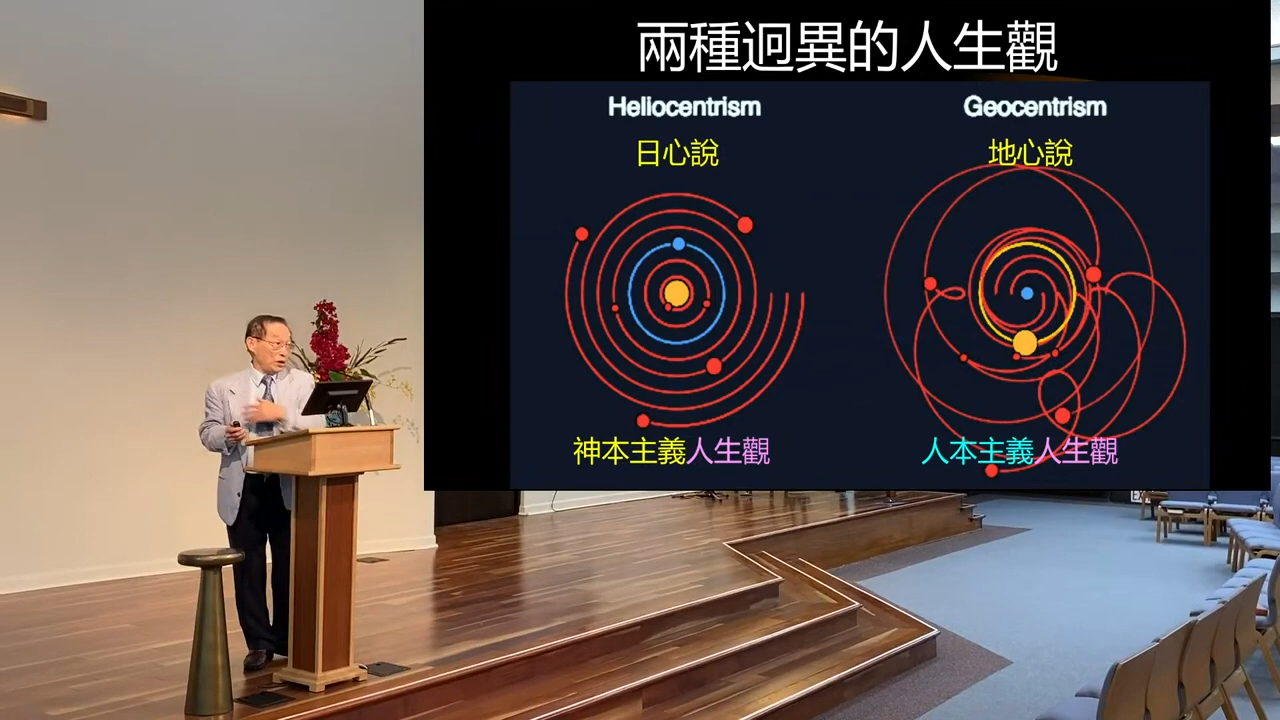 兩種迥異的人生觀
Heliocentrism
日心說
神本主義人生觀
Geocentrism
地心說
人本主義人生觀